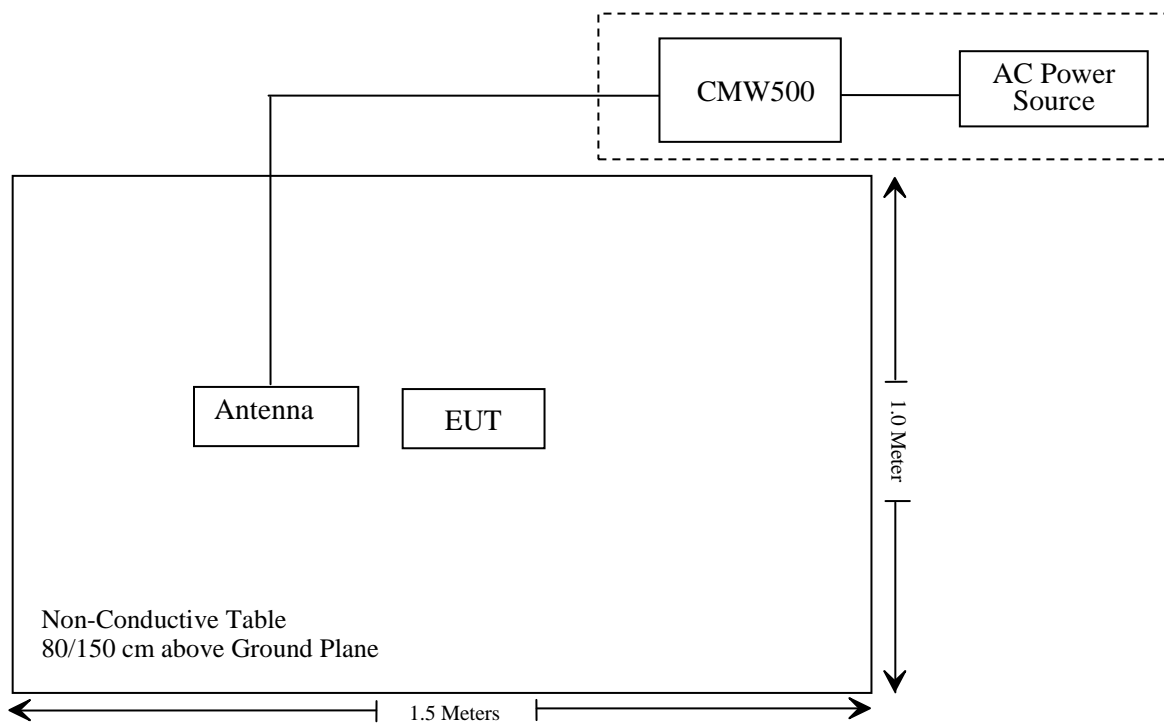 CMW500
AC Power
Source
Antenna
EUT
1.0 Meter
Non-Conductive Table
80/150 cm above Ground Plane
1.5 Meters